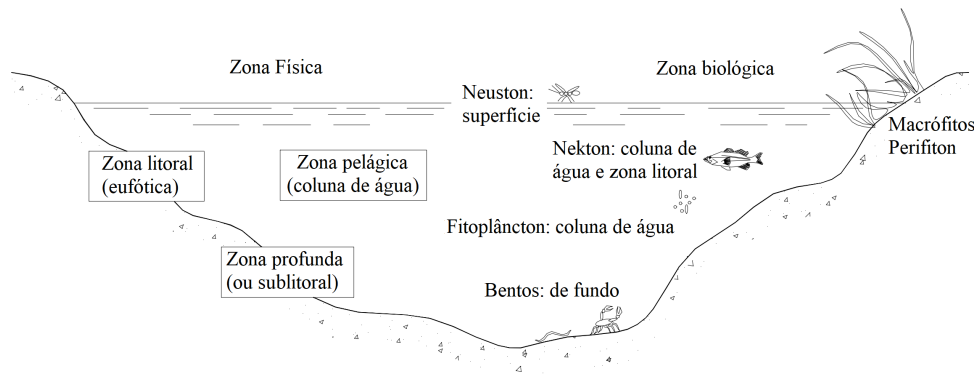 Zona Física
Zona biológica
Neuston:
superfície
Macrófitos
Perifiton
Zona litoral
(eufótica)
Zona pelágica
(coluna de água)
Nekton: coluna de
água e zona litoral
Fitoplâncton: coluna de água
Zona profunda
(ou sublitoral)
Bentos: de fundo